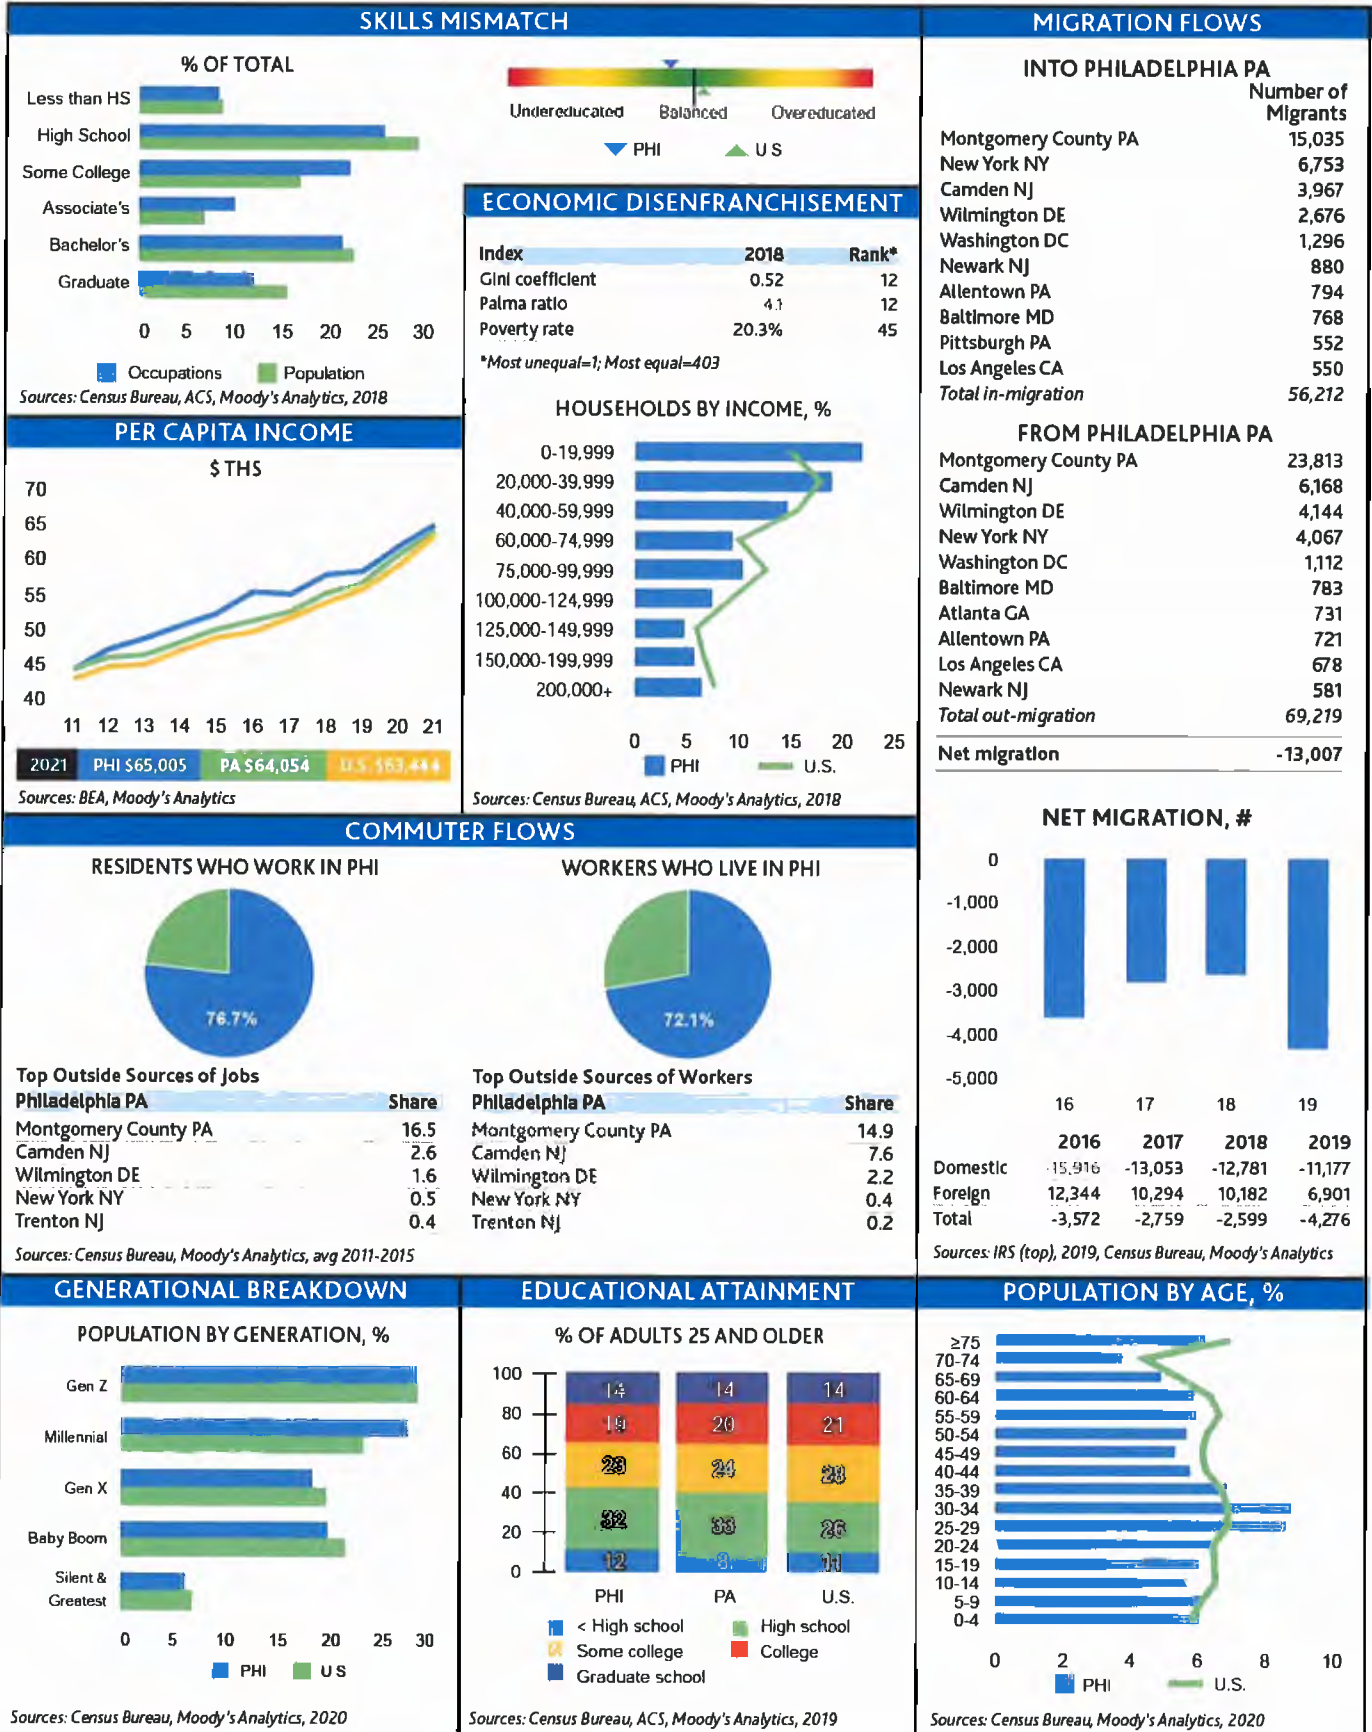 SKILLS MISMATCH
% OF TOTAL
Less than HS
High School
Some College
Associate's
Bachelor's
Graduate
0 5 10 15 20 25 30
Occupations Population
Sources: Census Bureau, ACS, Moody's Analytics, 2018
Undereducated Balanced Overeducated
PHI U S
ECONOMIC DISENFRANCHISEMENT
Index 2018 Rank*
Gini coefficient 0.52 12
Palma ratio 4.1 12
Poverty rate 20.3% 45
*Most unequal=1; Most equal=403
HOUSEHOLDS BY INCOME, %
0-19,999
20,000-39,999
40,000-59,999
60,000-74,999
75,000-99,999
100,000-124,999
125,000-149,999
150,000-199,999
200,000+
0 5 10 15 20 25
PHI U.S.
Sources: Census Bureau, ACS, Moody's Analytics, 2018
PER CAPITA INCOME
$ THS
70
65
60
55
50
45
40
11 12 13 14 15 16 17 18 19 20 21
2021 PHI $65,005 PA $64,054 U.S. $63,444
Sources: BEA, Moody's Analytics
COMMUTER FLOWS
RESIDENTS WHO WORK IN PHI
76.7%
Top Outside Sources of Jobs
Philadelphia PA Share
Montgomery County PA 16.5
Camden NJ 2.6
Wilmington DE 1.6
New York NY 0.5
Trenton NJ 0.4
WORKERS WHO LIVE IN PHI
72.1%
Top Outside Sources of Workers
Philadelphia PA Share
Montgomery County PA 14.9
Camden NJ 7.6
Wilmington DE 2.2
New York NY 0.4
Trenton NJ 0.2
Sources: Census Bureau, Moody's Analytics, avg 2011-2015
MIGRATION FLOWS
INTO PHILADELPHIA PA
Number of
Migrants
Montgomery County PA 15,035
New York NY 6,753
Camden NJ 3,967
Wilmington DE 2,676
Washington DC 1,296
Newark NJ 880
Allentown PA 794
Baltimore MD 768
Pittsburgh PA 552
Los Angeles CA 550
Total in-migration 56,212
FROM PHILADELPHIA PA
Montgomery County PA 23,813
Camden NJ 6,168
Wilmington DE 4,144
New York NY 4,067
Washington DC 1,112
Baltimore MD 783
Atlanta GA 731
Allentown PA 721
Los Angeles CA 678
Newark NJ 581
Total out-migration 69,219
Net migration -13,007
NET MIGRATION, #
0
-1,000
-2,000
-3,000
-4,000
-5,000
16 17 18 19
2016 2017 2018 2019
Domestic -15,916 -13,053 -12,781 -11,177
Foreign 12,344 10,294 10,182 6,901
Total -3,572 -2,759 -2,599 -4,276
Sources: IRS (top), 2019, Census Bureau, Moody's Analytics
GENERATIONAL BREAKDOWN
POPULATION BY GENERATION, %
Gen Z
Millennial
Gen X
Baby Boom
Silent &
Greatest
0 5 10 15 20 25 30
PHI U S
Sources: Census Bureau, Moody's Analytics, 2020
EDUCATIONAL ATTAINMENT
% OF ADULTS 25 AND OLDER
100
80
60
40
20
0
14 14 14
19 20 21
23 24 28
32 33 26
12 8 11
PHI PA U.S.
< High school High school
Some college College
Graduate school
Sources: Census Bureau, ACS, Moody's Analytics, 2019
POPULATION BY AGE, %
≥75
70-74
65-69
60-64
55-59
50-54
45-49
40-44
35-39
30-34
25-29
20-24
15-19
10-14
5-9
0-4
0 2 4 6 8 10
PHI U.S.
Sources: Census Bureau, Moody's Analytics, 2020